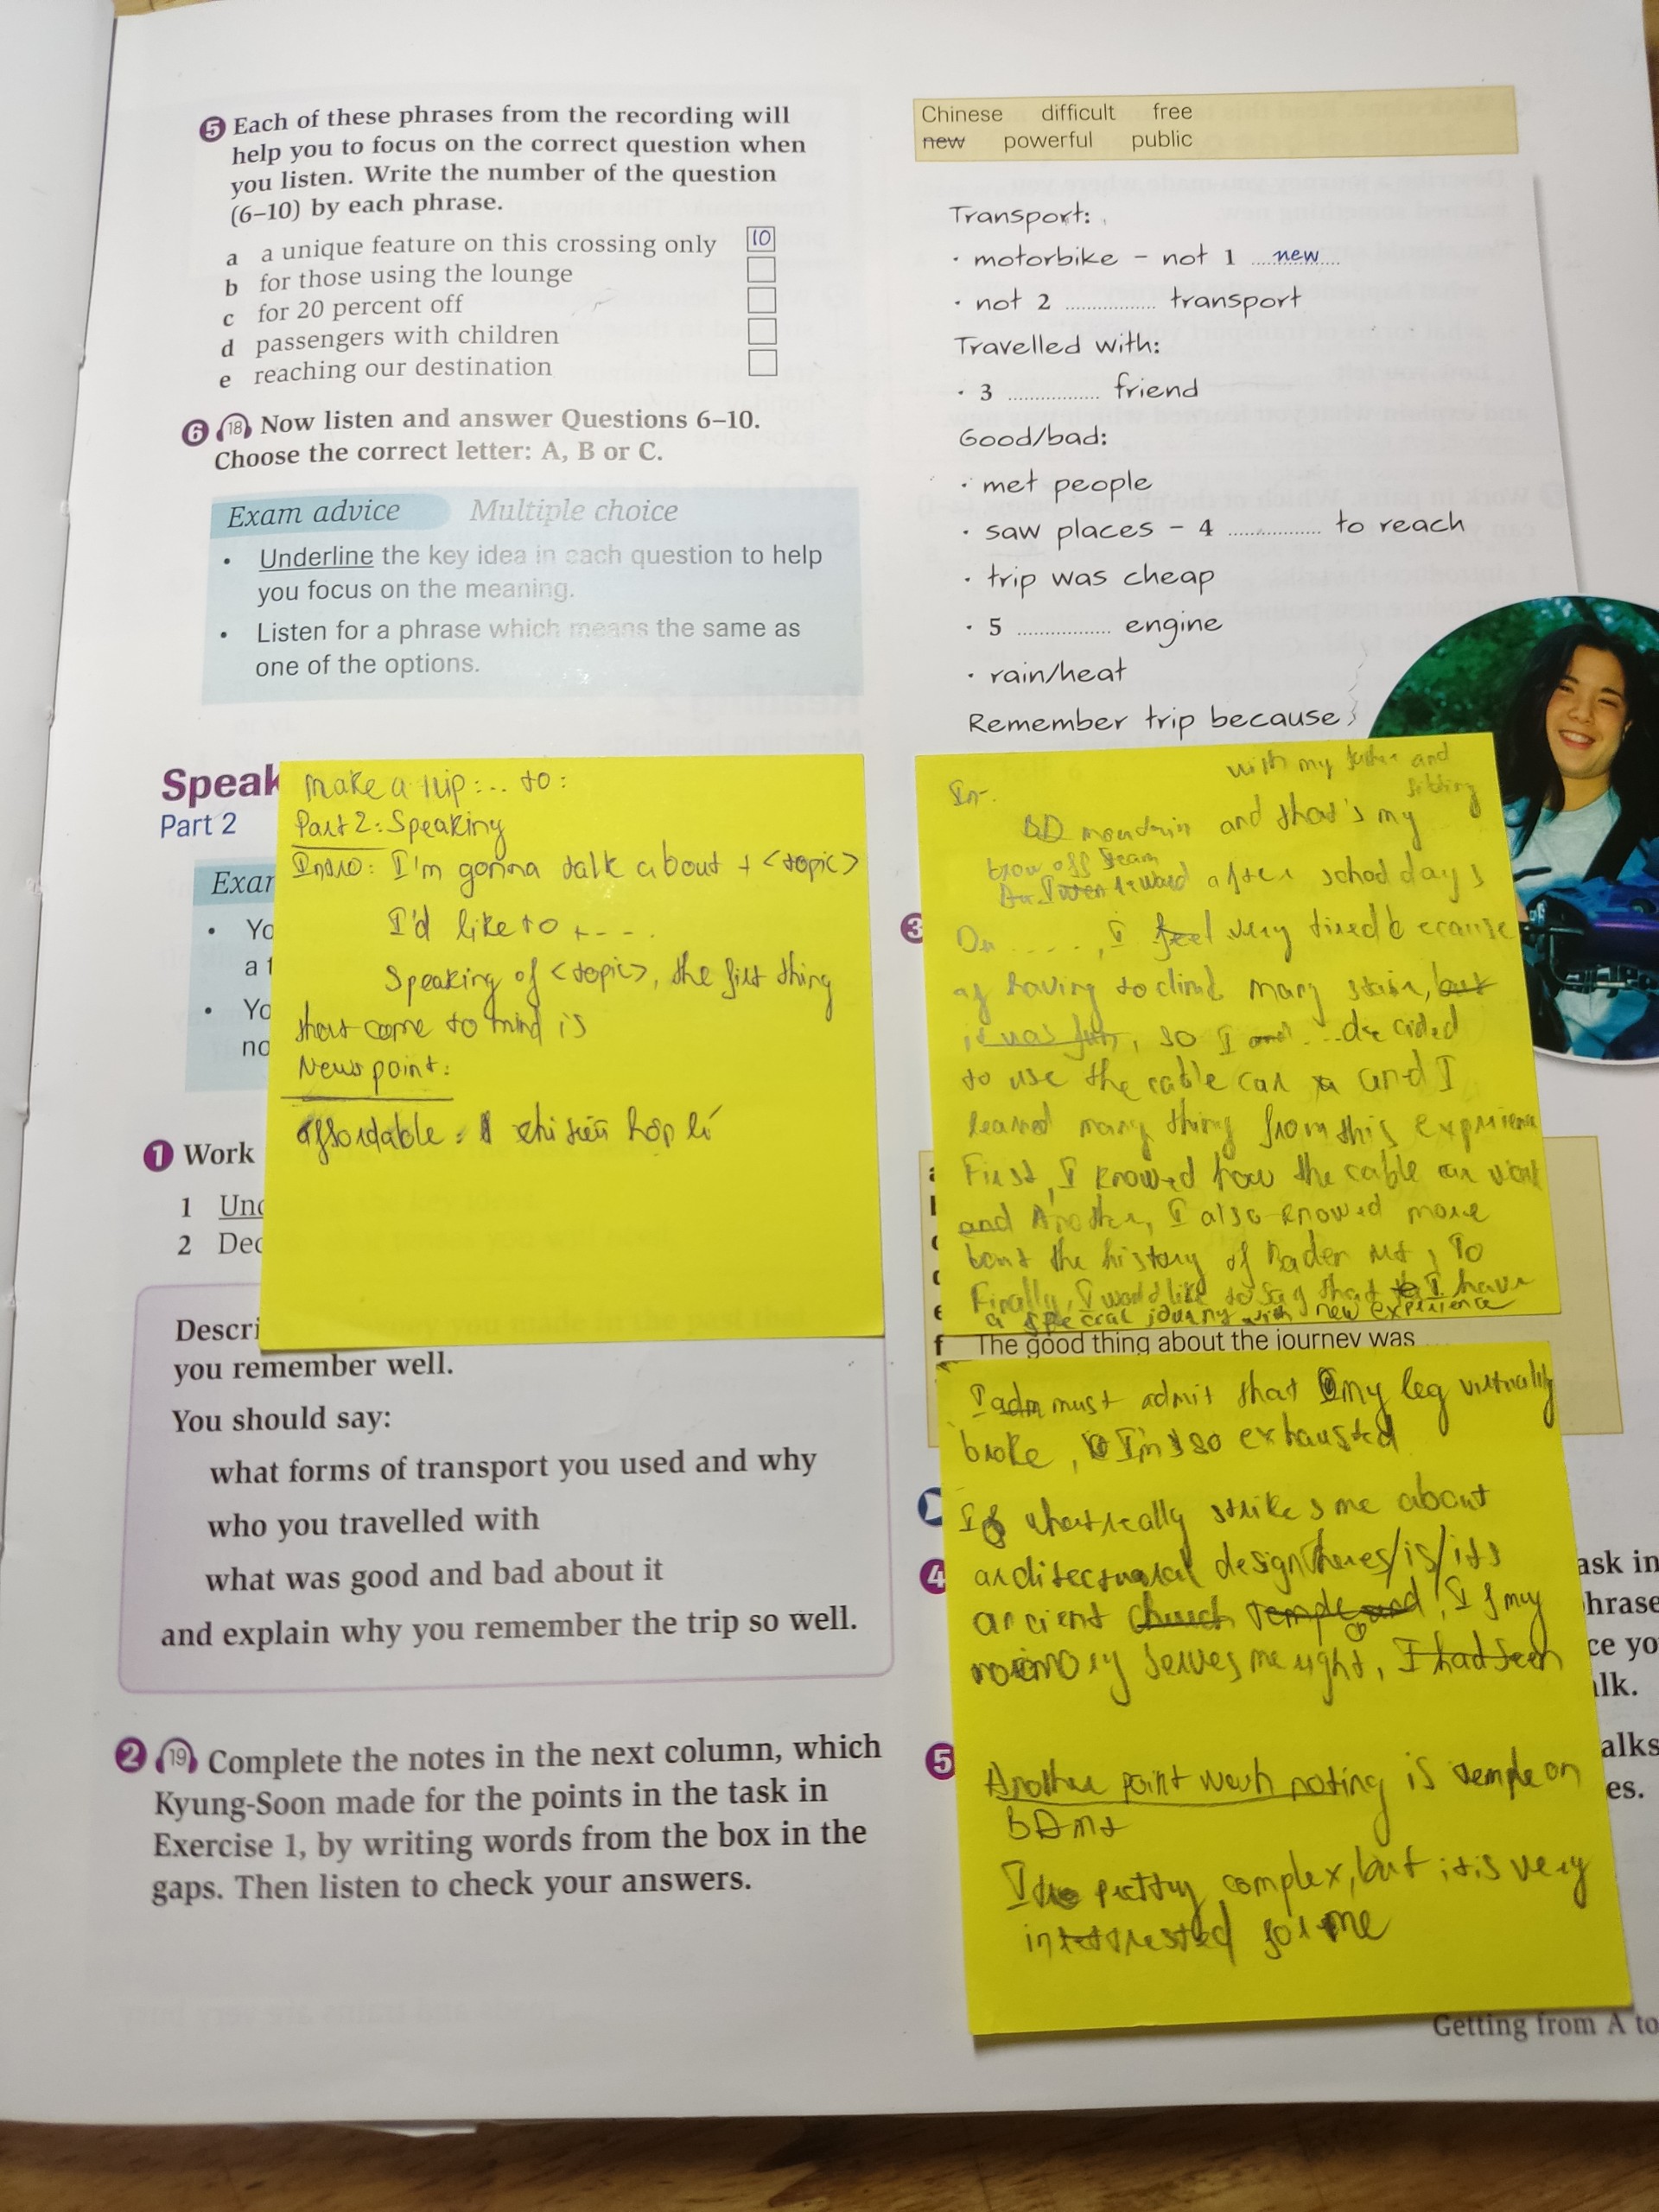 5 Each of these phrases from the recording will
help you to focus on the correct question when
you listen. Write the number of the question
(6–10) by each phrase.
a a unique feature on this crossing only 10
b for those using the lounge
c for 20 percent off
d passengers with children
e reaching our destination
6 18 Now listen and answer Questions 6–10.
Choose the correct letter: A, B or C.
Exam advice Multiple choice
• Underline the key idea in each question to help
you focus on the meaning.
• Listen for a phrase which means the same as
one of the options.
Speak
Part 2
Exar
• Yo
a t
• Yo
no
make a trip: ... to:
Part 2: Speaking
Intro: I'm gonna talk about + <topic>
I'd like to + - - - .
Speaking of <topic>, the first thing
that come to mind is
News point:
affordable :
1 Work
1 Und
2 Dec
Descri
you remember well.
You should say:
what forms of transport you used and why
who you travelled with
what was good and bad about it
and explain why you remember the trip so well.
2 19 Complete the notes in the next column, which
Kyung-Soon made for the points in the task in
Exercise 1, by writing words from the box in the
gaps. Then listen to check your answers.
Chinese difficult free
new powerful public
Transport:
• motorbike – not 1 new
• not 2 ............... transport
Travelled with:
• 3 ............... friend
Good/bad:
• met people
• saw places – 4 ............... to reach
• trip was cheap
• 5 ............... engine
• rain/heat
Remember trip because
with my father and
BD mountain and that's my
off steam
reward after school days
On ....., I feel very tired because
of having to climb many stair, but
it was fun, so I and ... decided
to use the cable car and I
learned many thing from this exprience
First, I knowed how the cable car work
and Another, I also knowed more
bout the history of Baden Mt, To
Finally, I would like to say that I have
a special journy with new exprience
f The good thing about the journey was
I adm must admit that my leg virtually
broke, I'm so exhausted
what really strikes me about
architectural design heres/is/its
ancient church temple and, If my
memory serves me right, I had seen
Another point worth noting is temple on
BD Mt
pretty complex, but it is very
interested for me
3
4
ask in
phrase
ce yo
alk.
5
alks
es.
Getting from A to